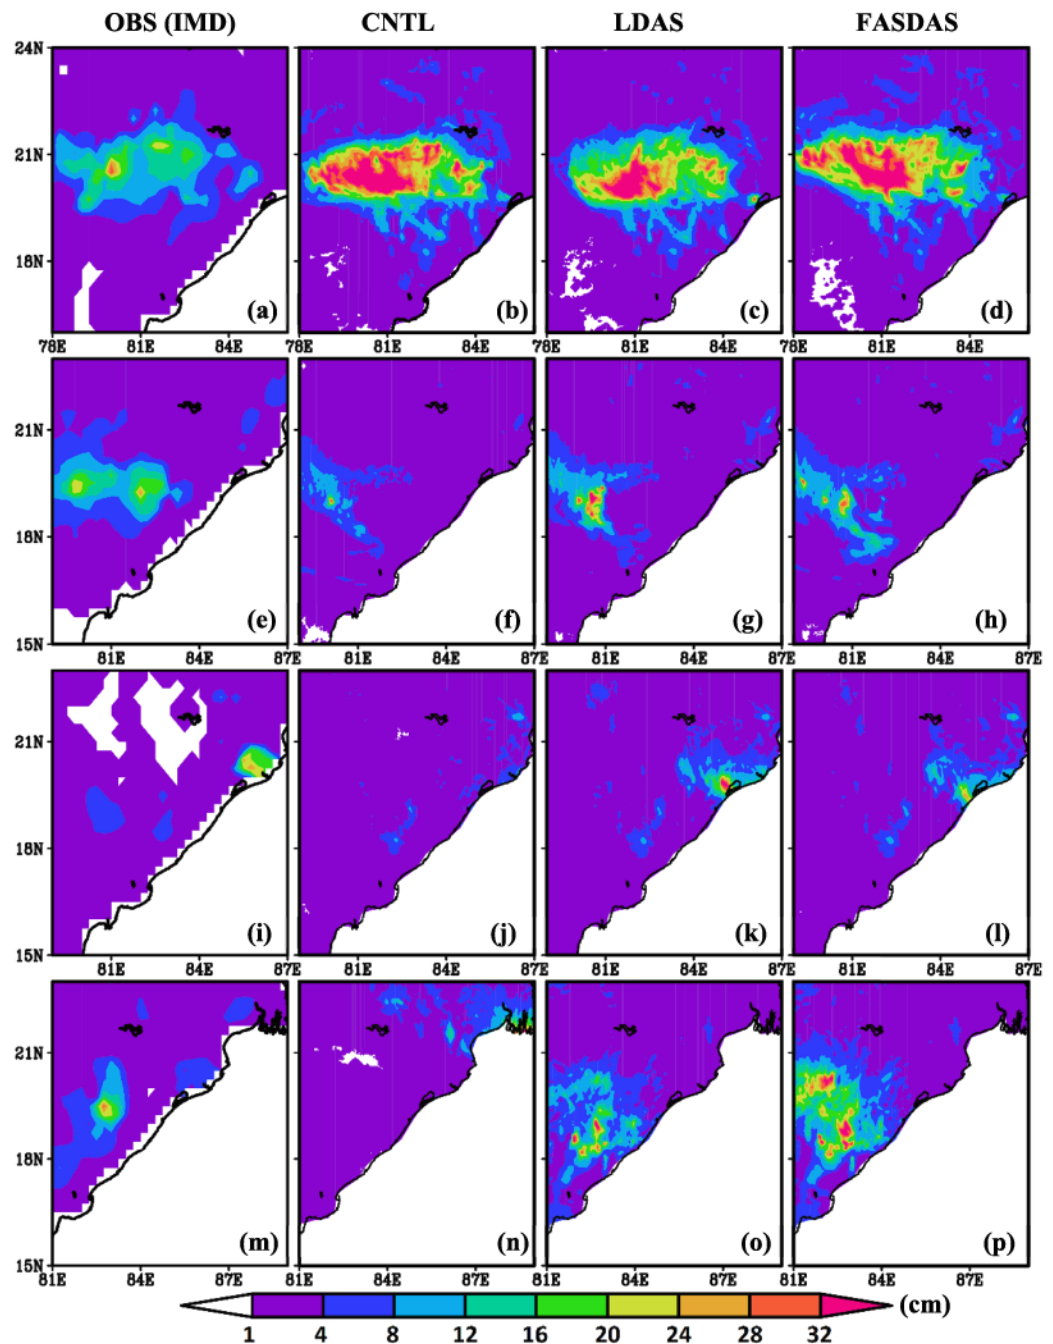 OBS (IMD) CNTL LDAS FASDAS
24N
21N
18N
(a) (b) (c) (d)
78E 81E 84E 78E 81E 84E 78E 81E 84E 78E 81E 84E
21N
18N
15N
(e) (f) (g) (h)
81E 84E 87E 81E 84E 87E 81E 84E 87E 81E 84E 87E
21N
18N
15N
(i) (j) (k) (l)
81E 84E 87E 81E 84E 87E 81E 84E 87E 81E 84E 87E
21N
18N
15N
(m) (n) (o) (p)
81E 84E 87E 81E 84E 87E 81E 84E 87E 81E 84E 87E
(cm)
1 4 8 12 16 20 24 28 32